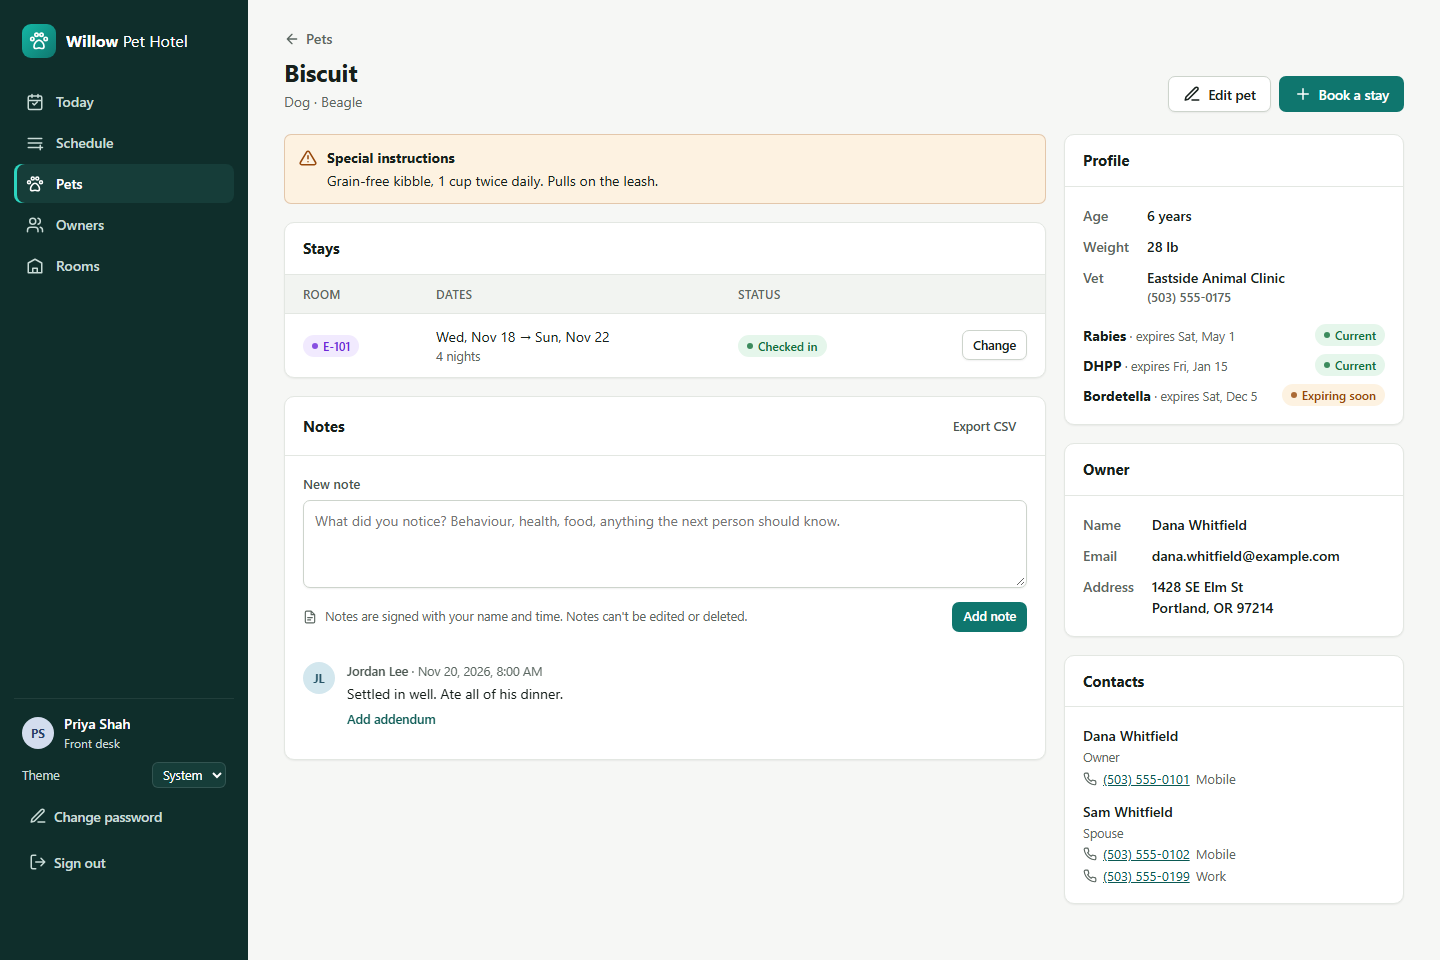 Willow Pet Hotel
Today
Schedule
Pets
Owners
Rooms
PS
Priya Shah
Front desk
Theme
System
Change password
Sign out
Pets
Biscuit
Dog · Beagle
Edit pet
Book a stay
Special instructions
Grain-free kibble, 1 cup twice daily. Pulls on the leash.
Stays
ROOM DATES STATUS
E-101
Wed, Nov 18 → Sun, Nov 22
4 nights
Checked in
Change
Notes
Export CSV
New note
What did you notice? Behaviour, health, food, anything the next person should know.
Notes are signed with your name and time. Notes can't be edited or deleted.
Add note
JL
Jordan Lee · Nov 20, 2026, 8:00 AM
Settled in well. Ate all of his dinner.
Add addendum
Profile
Age 6 years
Weight 28 lb
Vet Eastside Animal Clinic
(503) 555-0175
Rabies · expires Sat, May 1 Current
DHPP · expires Fri, Jan 15 Current
Bordetella · expires Sat, Dec 5 Expiring soon
Owner
Name Dana Whitfield
Email dana.whitfield@example.com
Address 1428 SE Elm St
Portland, OR 97214
Contacts
Dana Whitfield
Owner
(503) 555-0101 Mobile
Sam Whitfield
Spouse
(503) 555-0102 Mobile
(503) 555-0199 Work